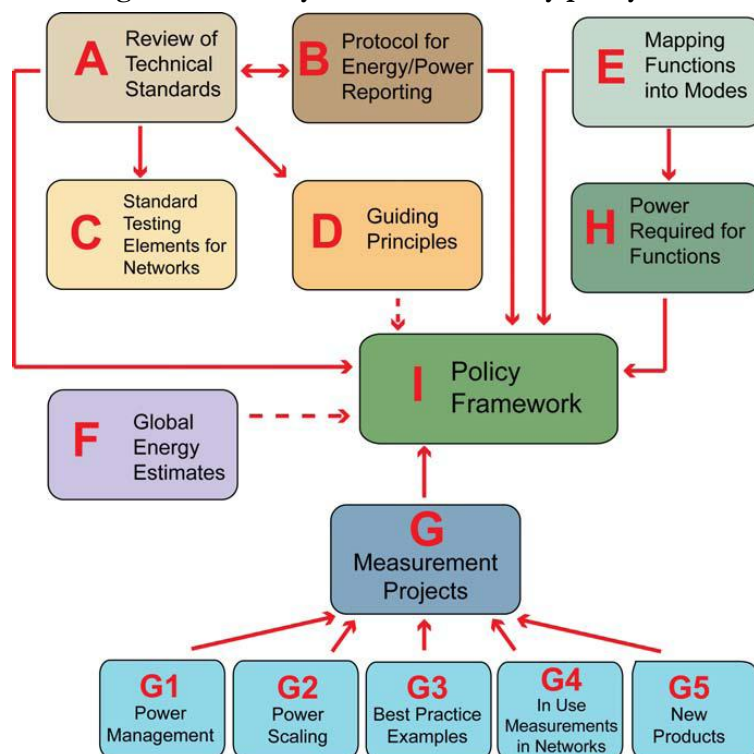 A
Review of
Technical
Standards
B
Protocol for
Energy/Power
Reporting
E
Mapping
Functions
into Modes
C
Standard
Testing
Elements for
Networks
D
Guiding
Principles
H
Power
Required for
Functions
I
Policy
Framework
F
Global
Energy
Estimates
G
Measurement
Projects
G1
Power
Management
G2
Power
Scaling
G3
Best Practice
Examples
G4
In Use
Measurements
in Networks
G5
New
Products